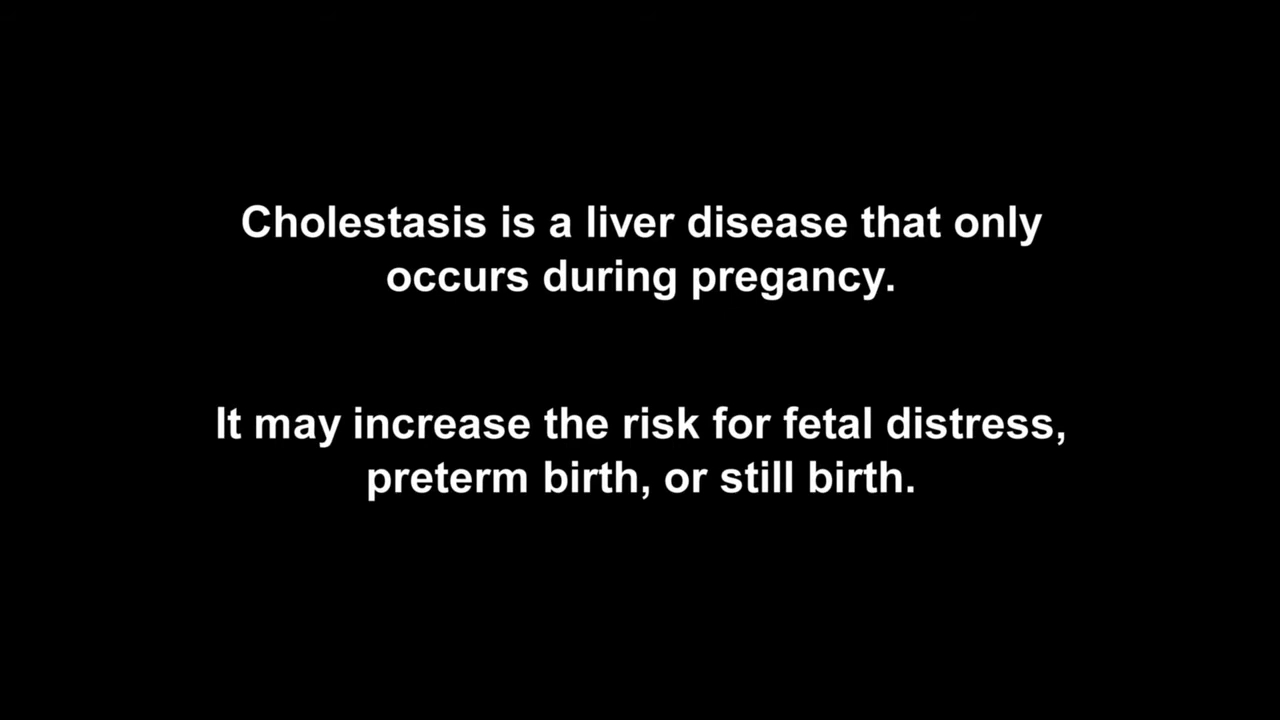 Cholestasis is a liver disease that only
occurs during pregancy.
It may increase the risk for fetal distress,
preterm birth, or still birth.